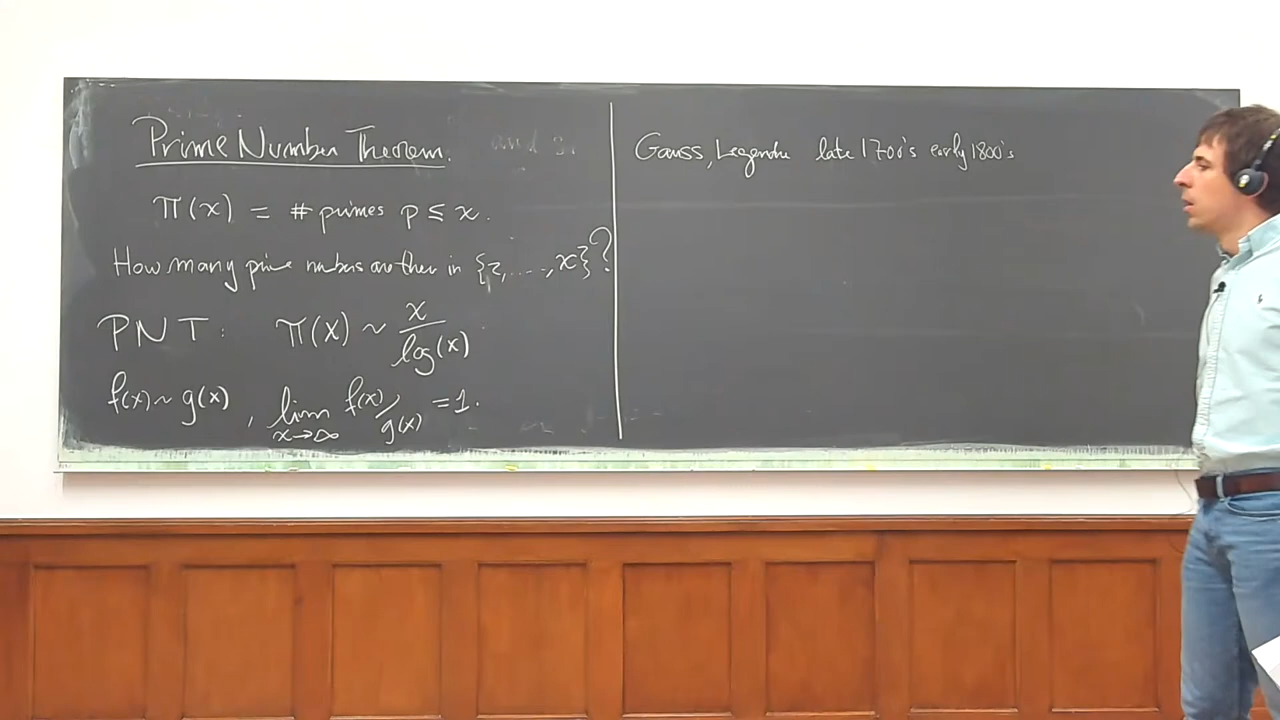 Prime Number Theorem.
π(x) = # primes p ≤ x.
How many prime numbers are there in {2,....,x}?
PNT: π(x) ~ x/log(x)
f(x) ~ g(x), lim x→∞ f(x)/g(x) = 1.
Gauss, Legendre late 1700's early 1800's